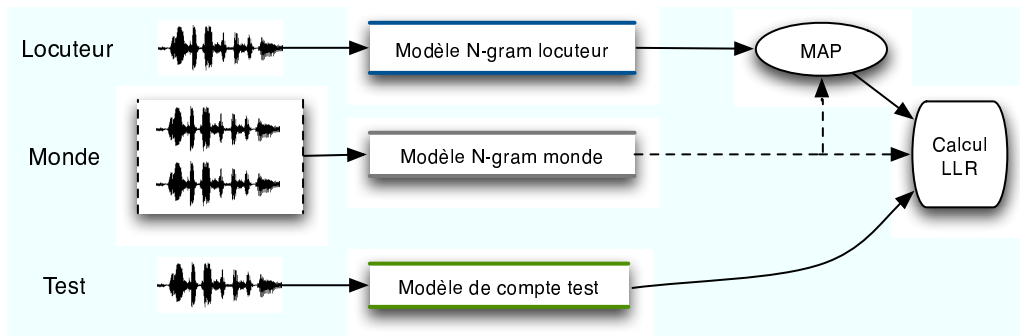 Locuteur
Modèle N-gram locuteur
MAP
Monde
Modèle N-gram monde
Calcul
LLR
Test
Modèle de compte test